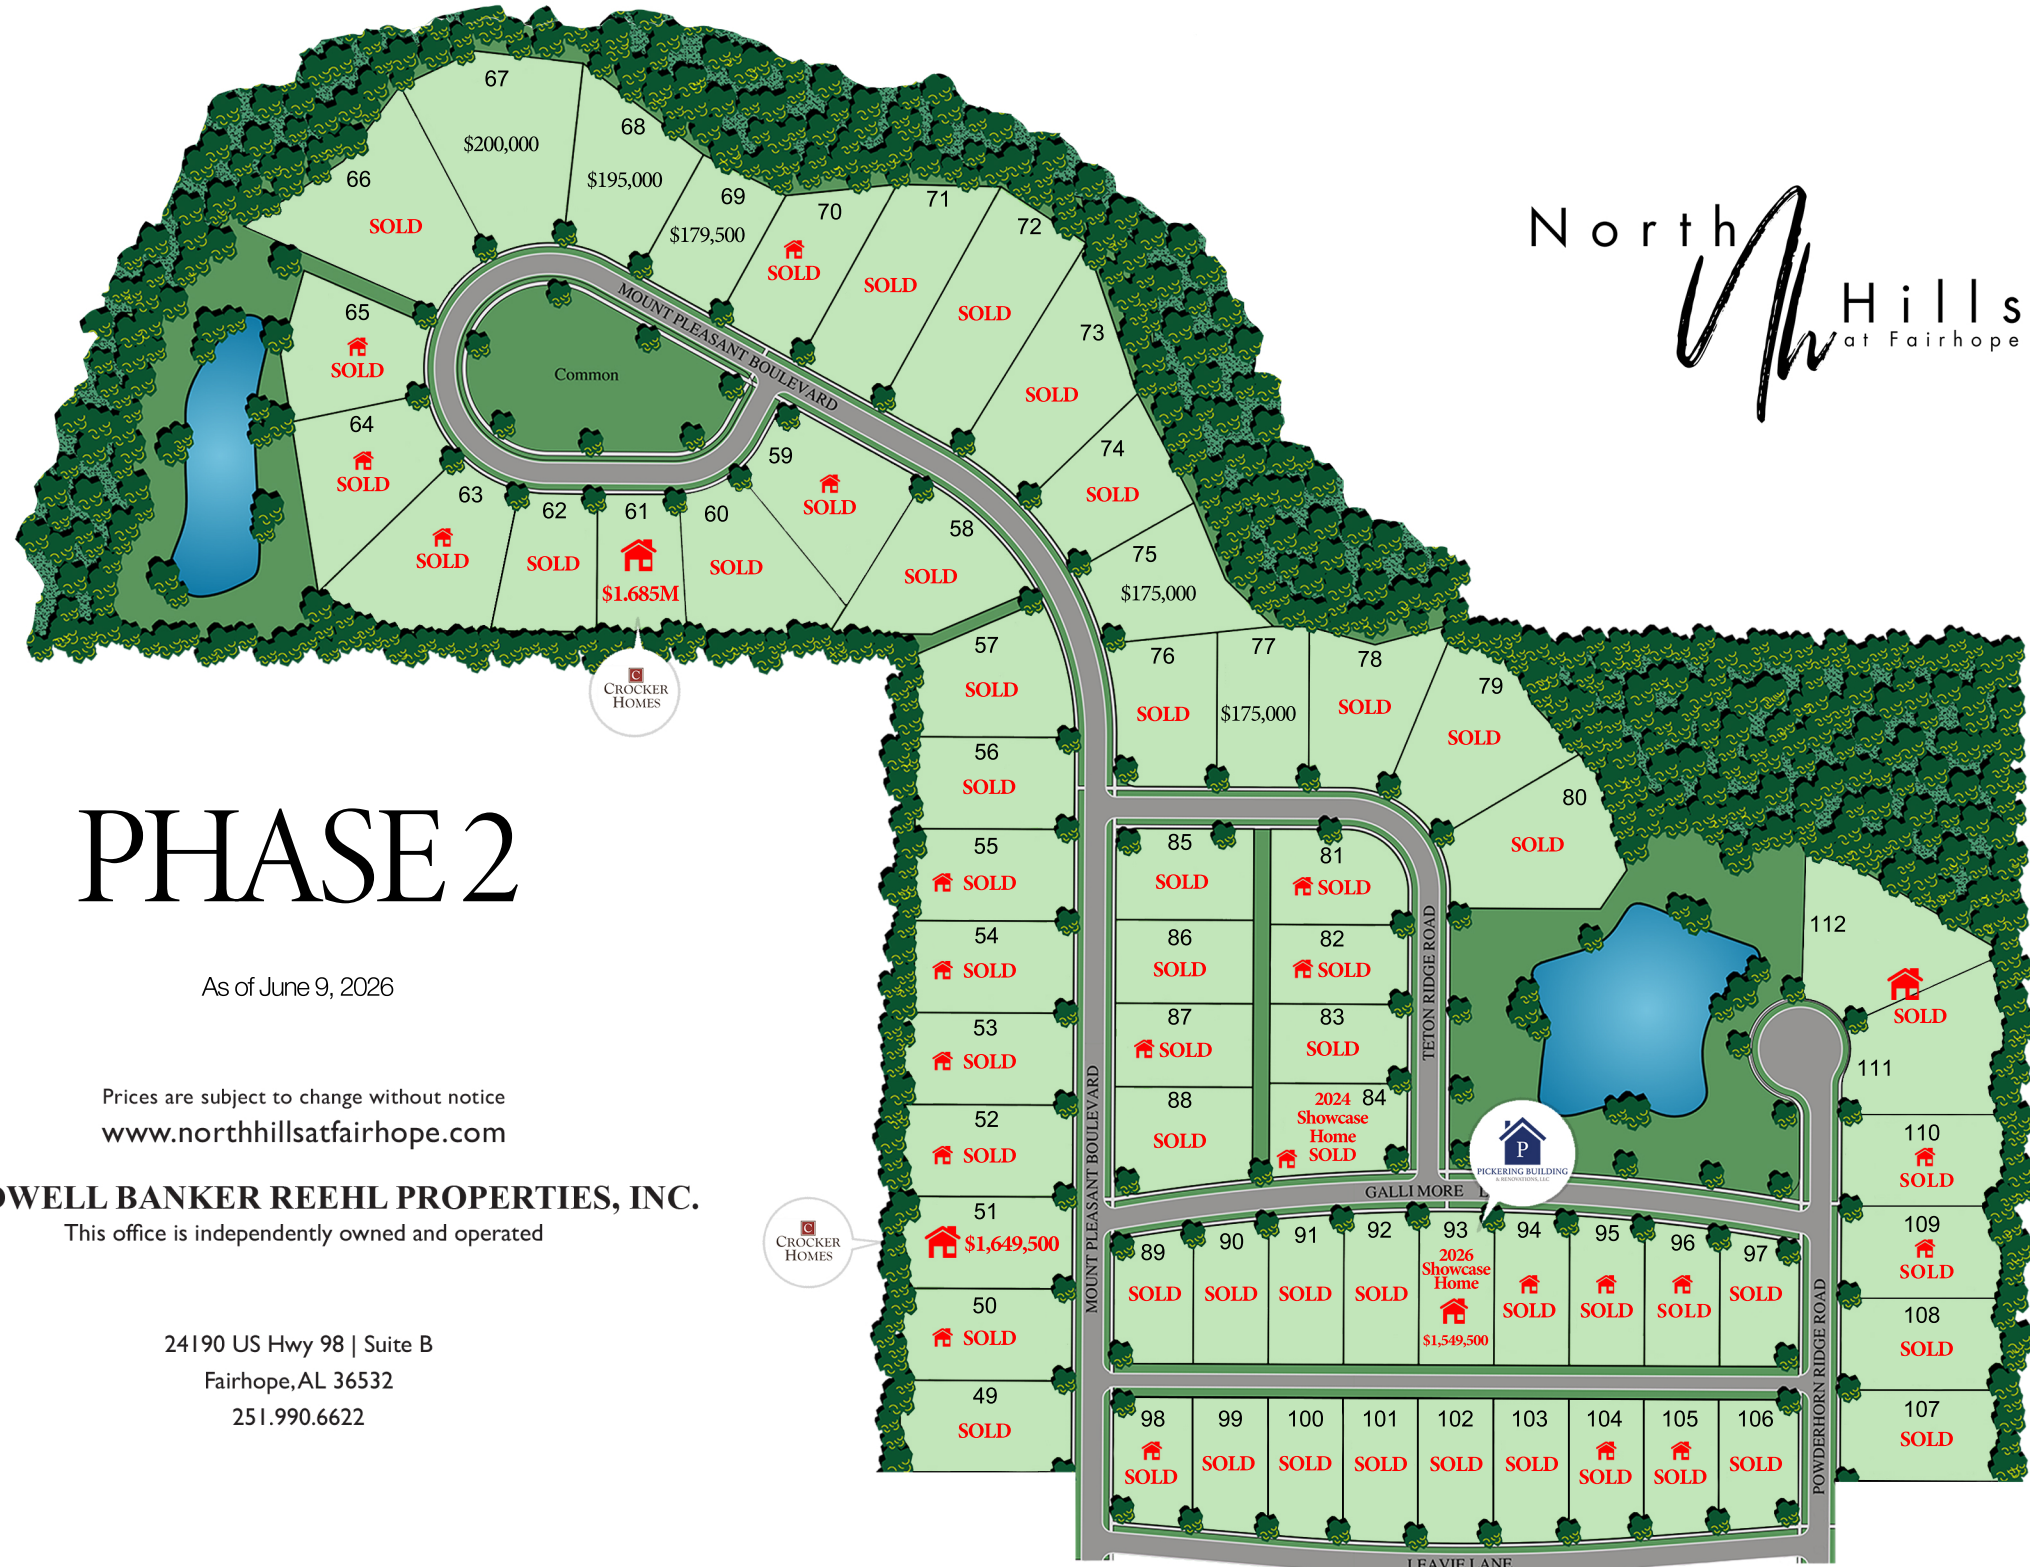 North
Hills
at Fairhope
67
$200,000
68
$195,000
66
SOLD
69
$179,500
70
SOLD
71
SOLD
72
SOLD
73
SOLD
74
SOLD
75
$175,000
65
SOLD
64
SOLD
63
SOLD
62
SOLD
61
$1.685M
60
SOLD
59
SOLD
58
SOLD
MOUNT PLEASANT BOULEVARD
Common
C
CROCKER
HOMES
57
SOLD
56
SOLD
55
SOLD
54
SOLD
53
SOLD
52
SOLD
51
$1,649,500
50
SOLD
49
SOLD
C
CROCKER
HOMES
76
SOLD
77
$175,000
78
SOLD
79
SOLD
80
SOLD
85
SOLD
86
SOLD
87
SOLD
88
SOLD
81
SOLD
82
SOLD
83
SOLD
84
2024
Showcase
Home
SOLD
TETON RIDGE ROAD
MOUNT PLEASANT BOULEVARD
112
SOLD
111
110
SOLD
109
SOLD
108
SOLD
107
SOLD
P
PICKERING BUILDING
& RENOVATIONS, LLC
GALLIMORE
89
SOLD
90
SOLD
91
SOLD
92
SOLD
93
2026
Showcase
Home
$1,549,500
94
SOLD
95
SOLD
96
SOLD
97
SOLD
98
SOLD
99
SOLD
100
SOLD
101
SOLD
102
SOLD
103
SOLD
104
SOLD
105
SOLD
106
SOLD
POWDERHORN RIDGE ROAD
LEAVIE LANE
PHASE 2
As of June 9, 2026
Prices are subject to change without notice
www.northhillsatfairhope.com
OWELL BANKER REEHL PROPERTIES, INC.
This office is independently owned and operated
24190 US Hwy 98 | Suite B
Fairhope, AL 36532
251.990.6622